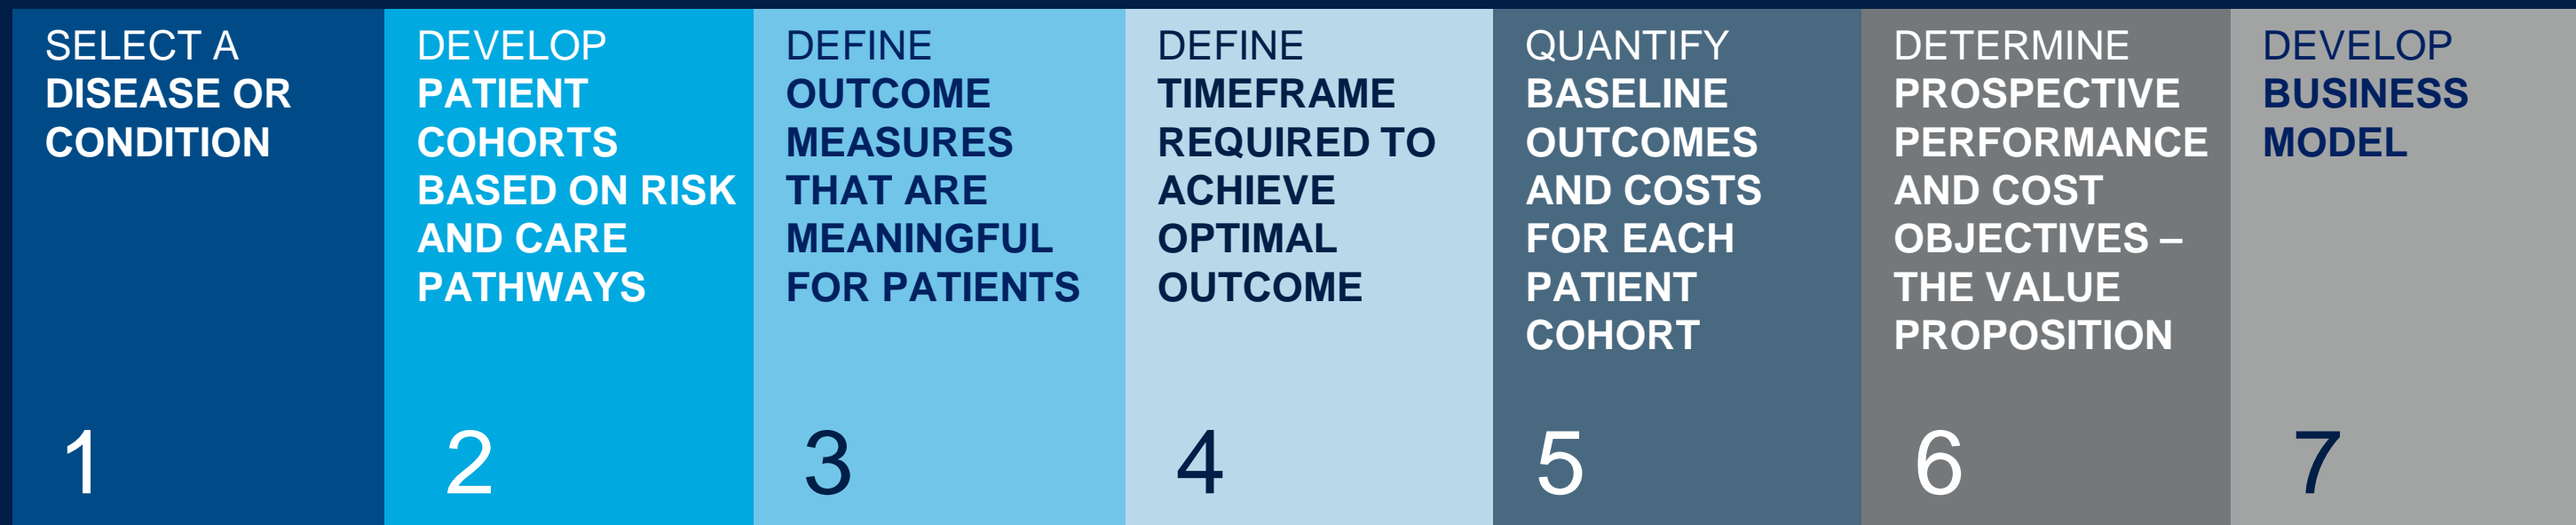 SELECT A
DISEASE OR
CONDITION
1
DEVELOP
PATIENT
COHORTS
BASED ON RISK
AND CARE
PATHWAYS
2
DEFINE
OUTCOME
MEASURES
THAT ARE
MEANINGFUL
FOR PATIENTS
3
DEFINE
TIMEFRAME
REQUIRED TO
ACHIEVE
OPTIMAL
OUTCOME
4
QUANTIFY
BASELINE
OUTCOMES
AND COSTS
FOR EACH
PATIENT
COHORT
5
DETERMINE
PROSPECTIVE
PERFORMANCE
AND COST
OBJECTIVES –
THE VALUE
PROPOSITION
6
DEVELOP
BUSINESS
MODEL
7